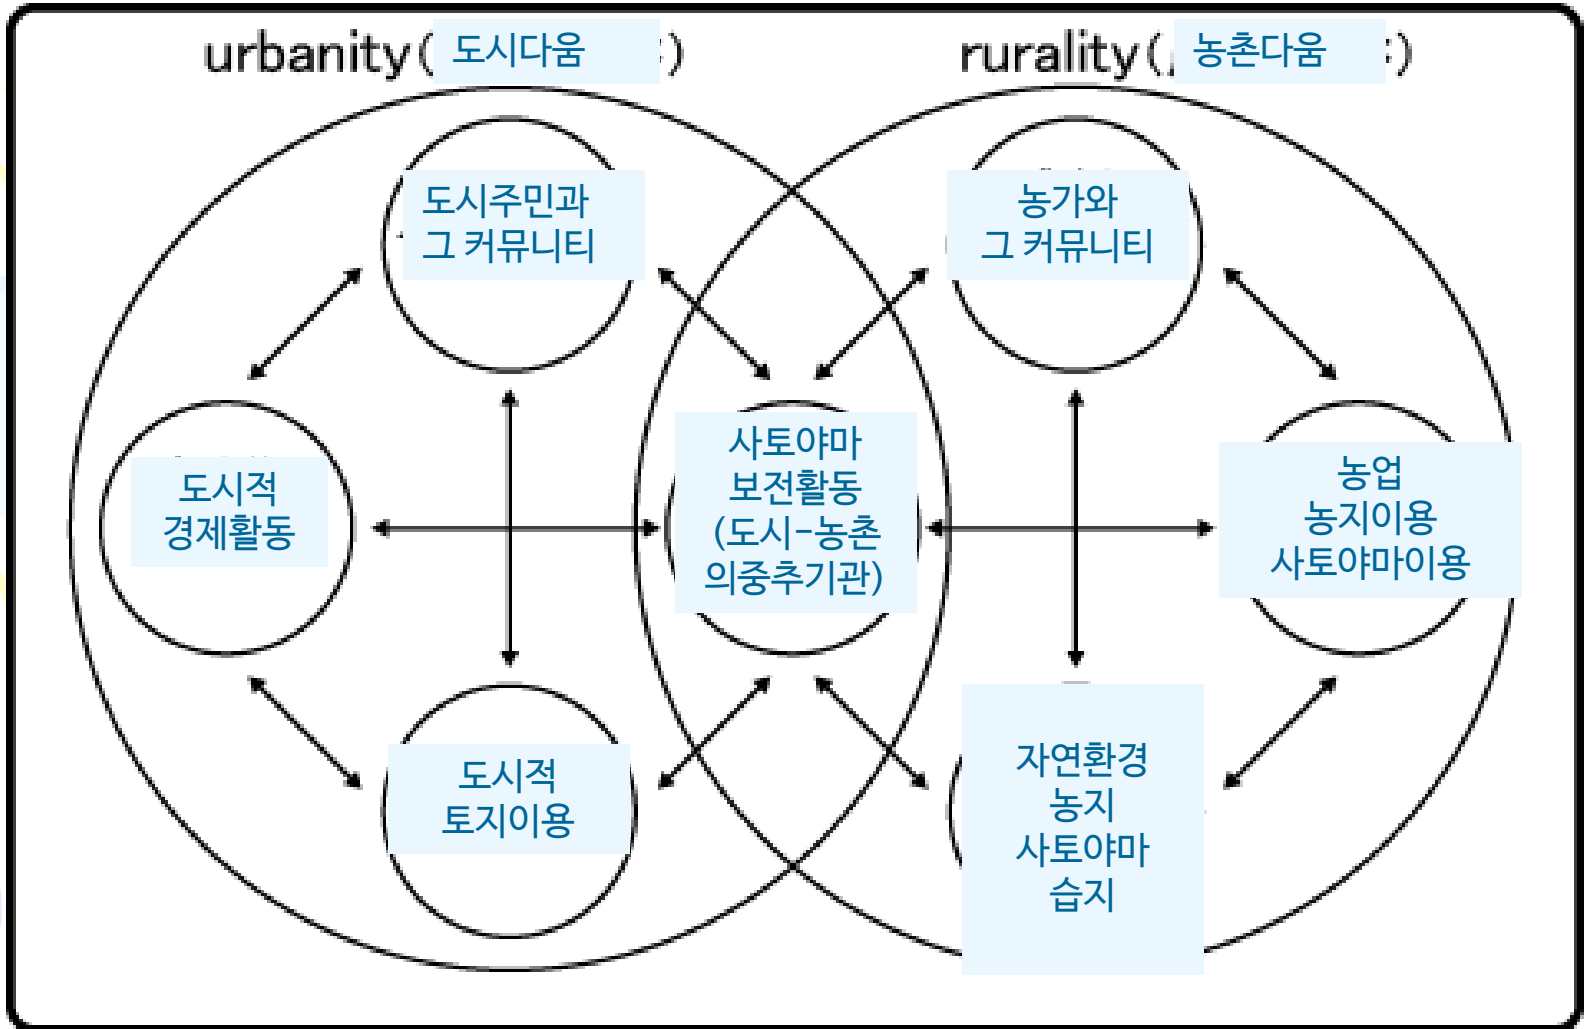 urbanity( 도시다움 )
rurality( 농촌다움 )
도시주민과
그 커뮤니티
농가와
그 커뮤니티
도시적
경제활동
사토야마
보전활동
(도시-농촌
의중추기관)
농업
농지이용
사토야마이용
도시적
토지이용
자연환경
농지
사토야마
습지